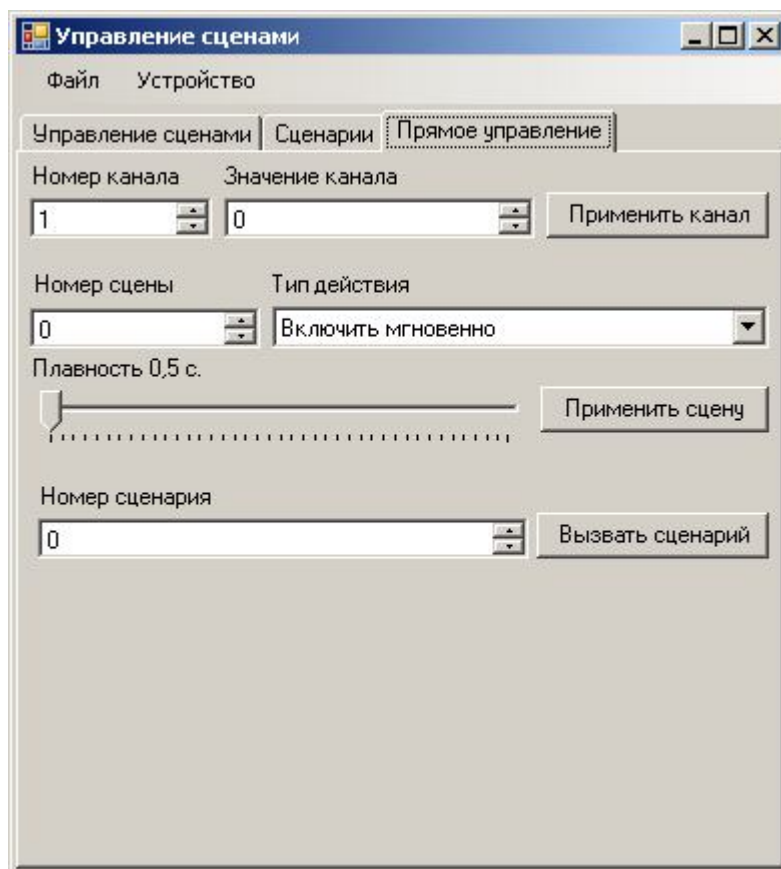 Управление сценами
Файл Устройство
Управление сценами Сценарии Прямое управление
Номер канала Значение канала
1 0 Применить канал
Номер сцены Тип действия
0 Включить мгновенно
Плавность 0,5 с.
Применить сцену
Номер сценария
0 Вызвать сценарий